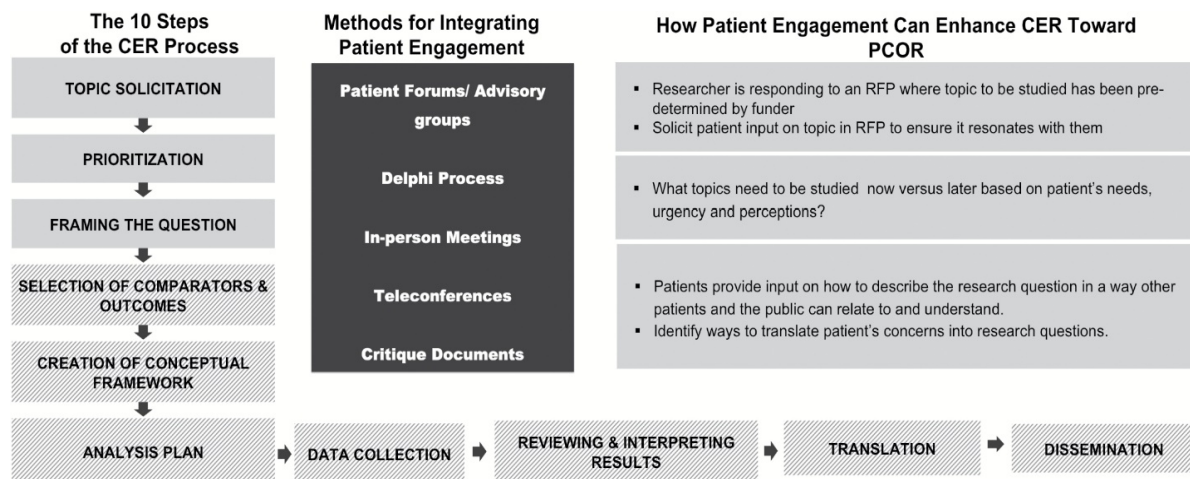 The 10 Steps
of the CER Process
TOPIC SOLICITATION
PRIORITIZATION
FRAMING THE QUESTION
SELECTION OF COMPARATORS &
OUTCOMES
CREATION OF CONCEPTUAL
FRAMEWORK
ANALYSIS PLAN
DATA COLLECTION
REVIEWING & INTERPRETING
RESULTS
TRANSLATION
DISSEMINATION
Methods for Integrating
Patient Engagement
Patient Forums/ Advisory
groups
Delphi Process
In-person Meetings
Teleconferences
Critique Documents
How Patient Engagement Can Enhance CER Toward
PCOR
▪ Researcher is responding to an RFP where topic to be studied has been pre-
determined by funder
▪ Solicit patient input on topic in RFP to ensure it resonates with them
▪ What topics need to be studied now versus later based on patient's needs,
urgency and perceptions?
▪ Patients provide input on how to describe the research question in a way other
patients and the public can relate to and understand.
▪ Identify ways to translate patient's concerns into research questions.